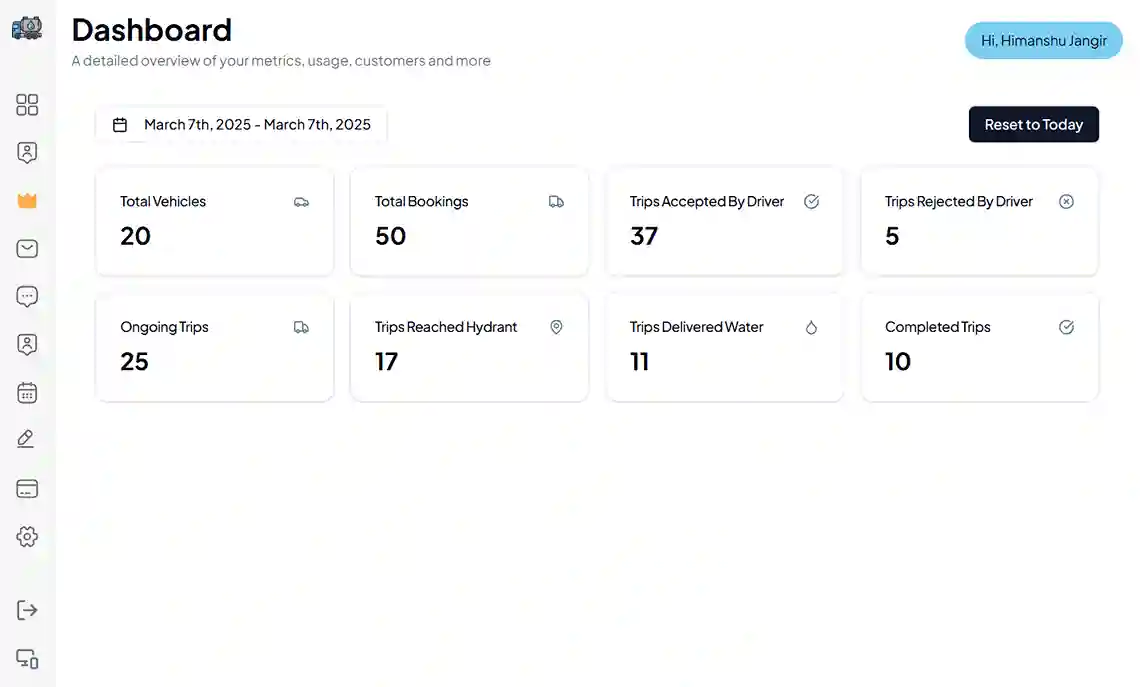 Dashboard
Hi, Himanshu Jangir
A detailed overview of your metrics, usage, customers and more
March 7th, 2025 - March 7th, 2025
Reset to Today
Total Vehicles
20
Total Bookings
50
Trips Accepted By Driver
37
Trips Rejected By Driver
5
Ongoing Trips
25
Trips Reached Hydrant
17
Trips Delivered Water
11
Completed Trips
10